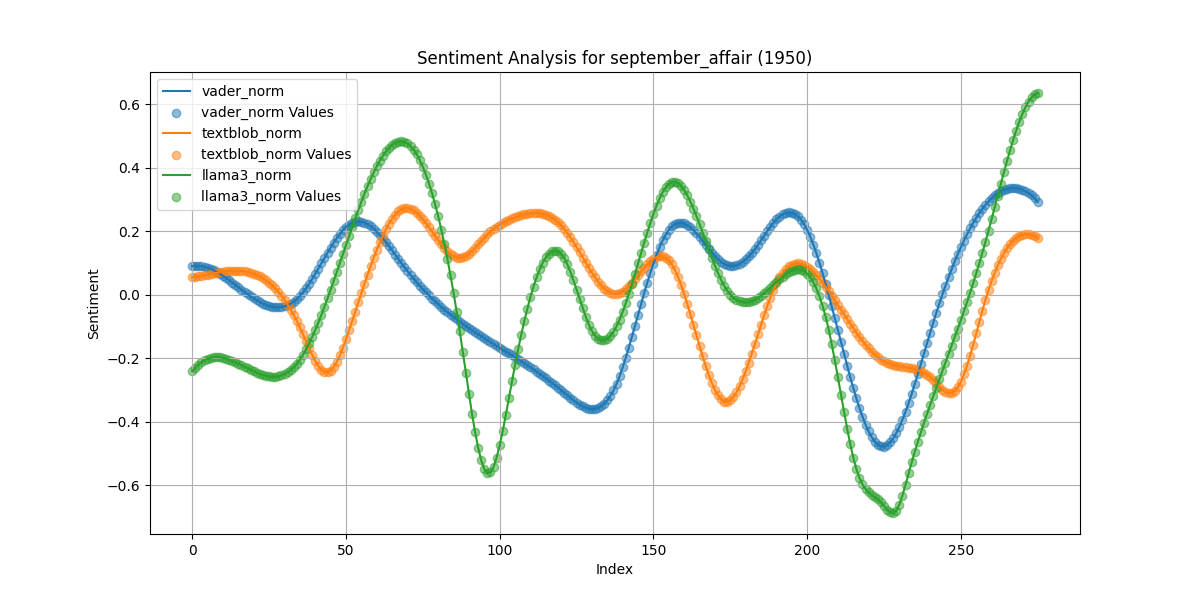 Sentiment Analysis for september_affair (1950)
vader_norm
vader_norm Values
textblob_norm
textblob_norm Values
llama3_norm
llama3_norm Values
Sentiment
0.6
0.4
0.2
0.0
−0.2
−0.4
−0.6
0 50 100 150 200 250
Index